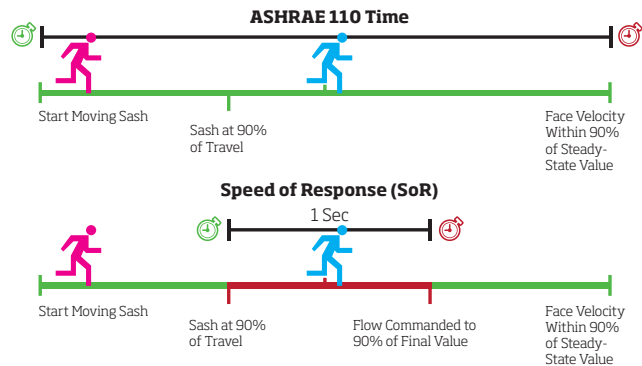 ASHRAE 110 Time
Start Moving Sash
Sash at 90%
of Travel
Face Velocity
Within 90%
of Steady-
State Value
Speed of Response (SoR)
1 Sec
Start Moving Sash
Sash at 90%
of Travel
Flow Commanded to
90% of Final Value
Face Velocity
Within 90%
of Steady-
State Value